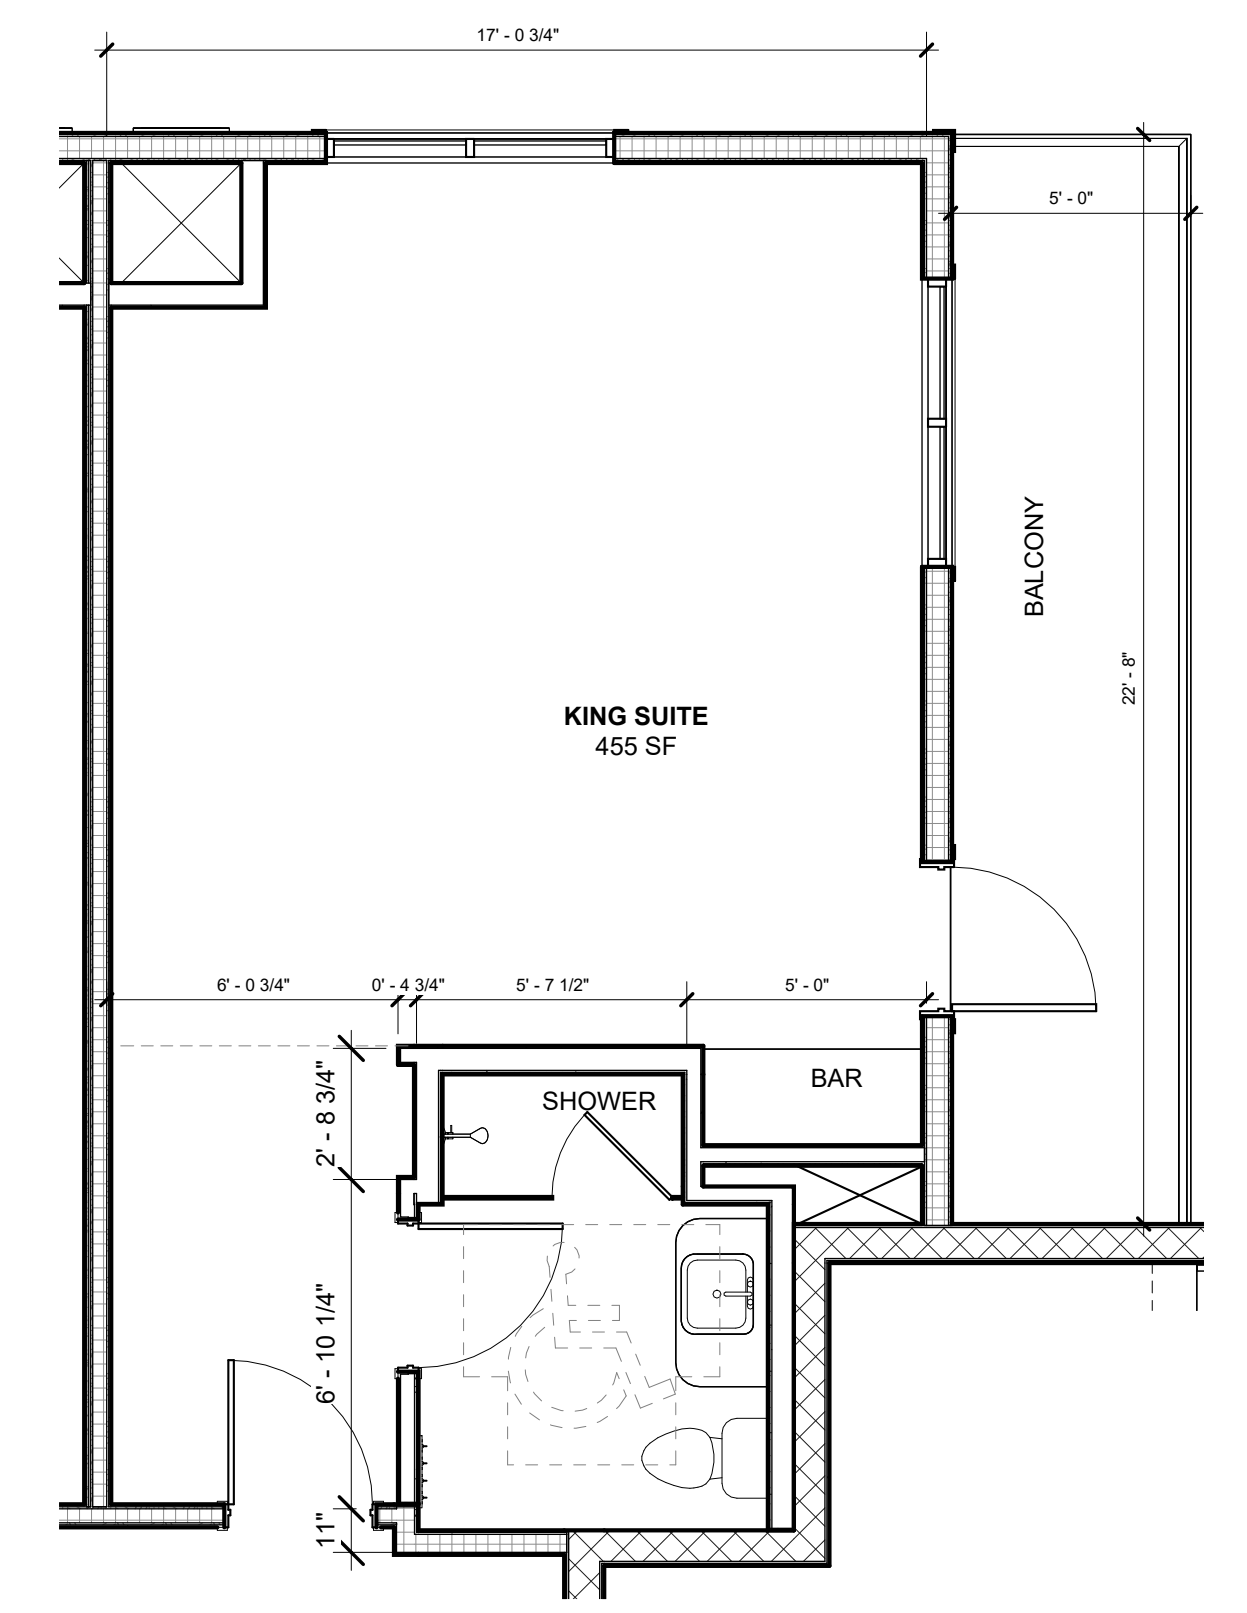 17' - 0 3/4"
5' - 0"
BALCONY
22' - 8"
KING SUITE
455 SF
6' - 0 3/4"
0' - 4 3/4"
5' - 7 1/2"
5' - 0"
2' - 8 3/4"
SHOWER
BAR
6' - 10 1/4"
11"